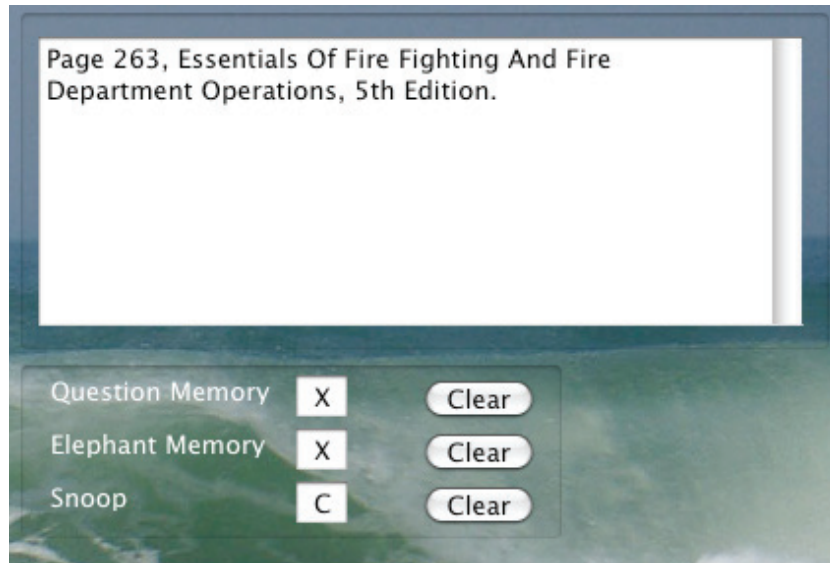 Page 263, Essentials Of Fire Fighting And Fire
Department Operations, 5th Edition.
Question Memory X Clear
Elephant Memory X Clear
Snoop C Clear